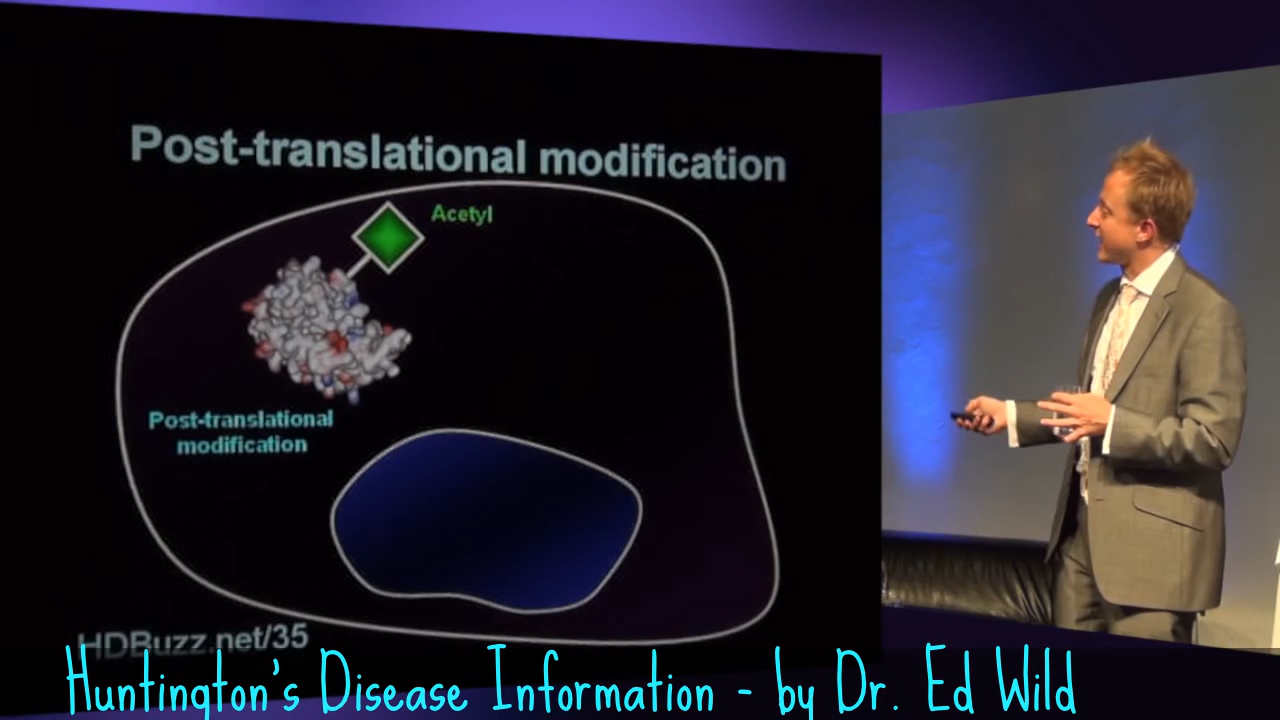 Post-translational modification
Acetyl
Post-translational
modification
HDBuzz.net/35
Huntington's Disease Information - by Dr. Ed Wild